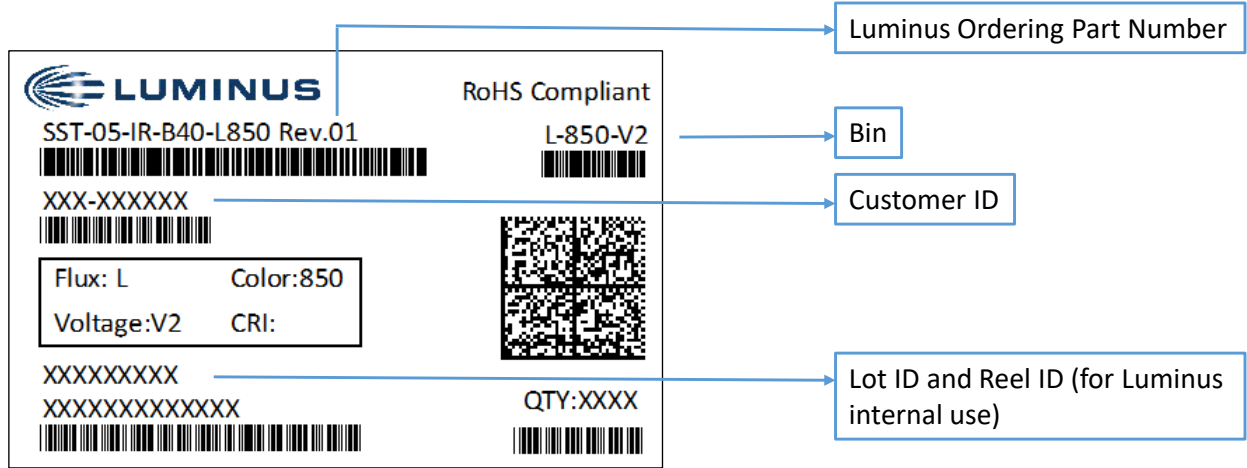 Luminus Ordering Part Number
LUMINUS
RoHS Compliant
SST-05-IR-B40-L850 Rev.01
L-850-V2
Bin
XXX-XXXXXX
Customer ID
Flux: L
Color:850
Voltage:V2
CRI:
XXXXXXXXX
Lot ID and Reel ID (for Luminus
internal use)
XXXXXXXXXXXXX
QTY:XXXX